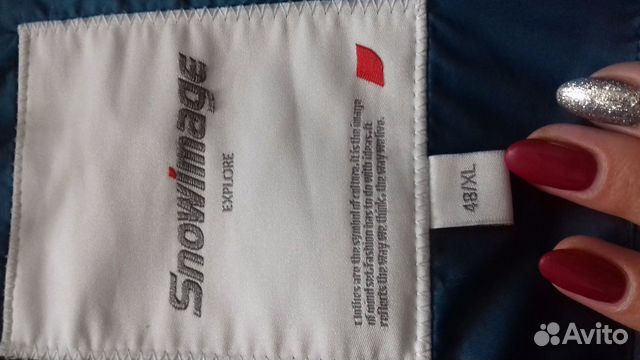 Snowimage
EXPLORE
Clothes are the symbol of culture. It is the image
of mind set. Fashion has to do with ideas. It
reflects the way we think, the way we live.
48/XL
Avito